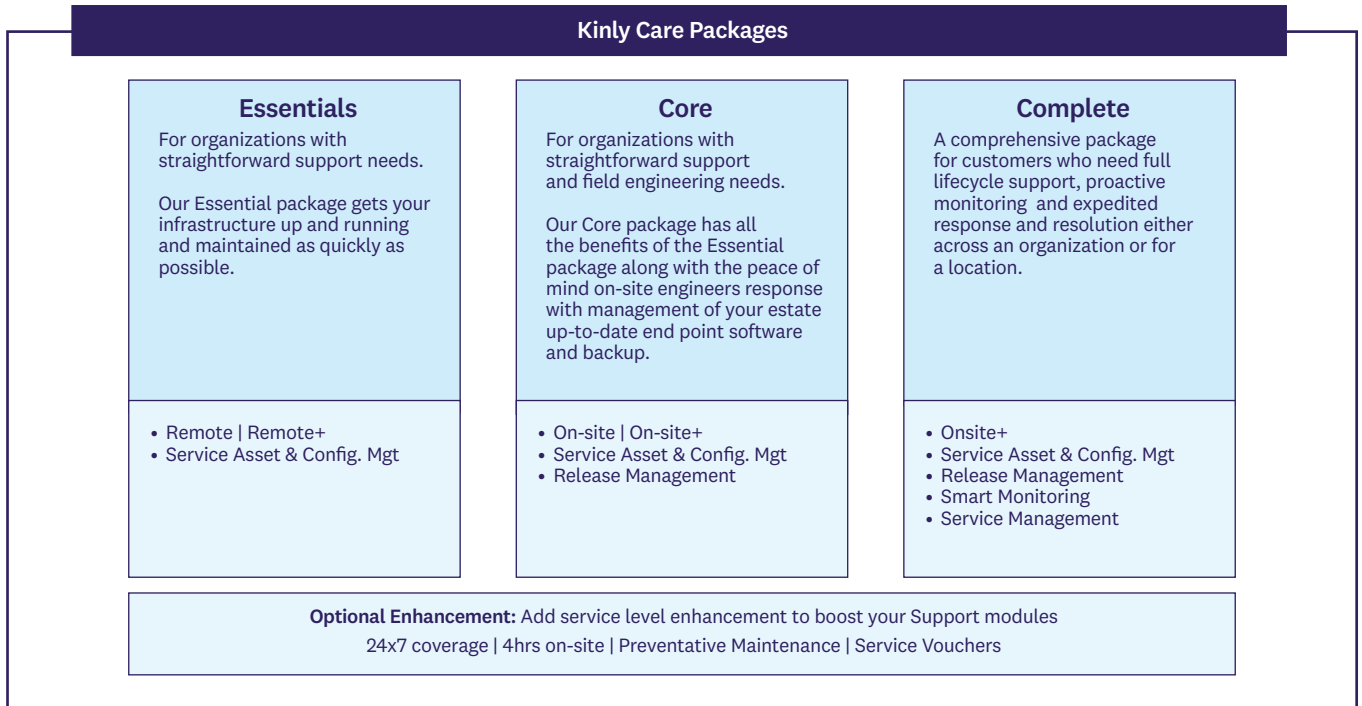 Kinly Care Packages
Essentials
For organizations with
straightforward support needs.
Our Essential package gets your
infrastructure up and running
and maintained as quickly as
possible.
• Remote | Remote+
• Service Asset & Config. Mgt
Core
For organizations with
straightforward support
and field engineering needs.
Our Core package has all
the benefits of the Essential
package along with the peace of
mind on-site engineers response
with management of your estate
up-to-date end point software
and backup.
• On-site | On-site+
• Service Asset & Config. Mgt
• Release Management
Complete
A comprehensive package
for customers who need full
lifecycle support, proactive
monitoring and expedited
response and resolution either
across an organization or for
a location.
• Onsite+
• Service Asset & Config. Mgt
• Release Management
• Smart Monitoring
• Service Management
Optional Enhancement: Add service level enhancement to boost your Support modules
24x7 coverage | 4hrs on-site | Preventative Maintenance | Service Vouchers